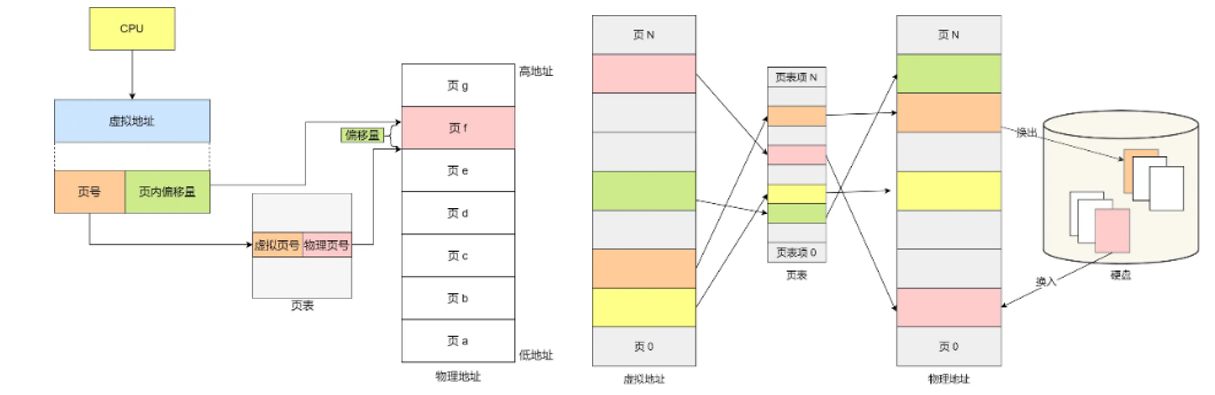 CPU
虚拟地址
页号
页内偏移量
虚拟页号
物理页号
页表
偏移量
高地址
页 g
页 f
页 e
页 d
页 c
页 b
页 a
低地址
物理地址
页 N
页 0
虚拟地址
页表项 N
页表项 0
页表
页 N
页 0
物理地址
换出
换入
硬盘